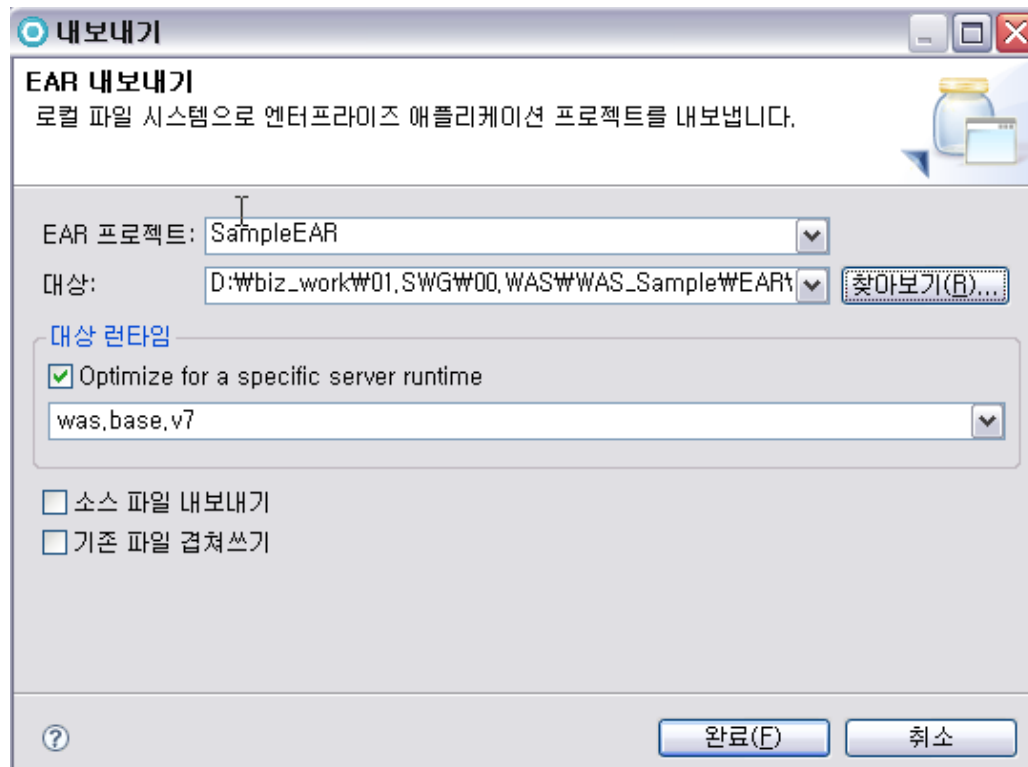 내보내기
EAR 내보내기
로컬 파일 시스템으로 엔터프라이즈 애플리케이션 프로젝트를 내보냅니다.
EAR 프로젝트: SampleEAR
대상: D:₩biz_work₩01.SWG₩00.WAS₩WAS_Sample₩EAR₩ 찾아보기(R)...
대상 런타임
Optimize for a specific server runtime
was.base.v7
소스 파일 내보내기
기존 파일 겹쳐쓰기
완료(F) 취소